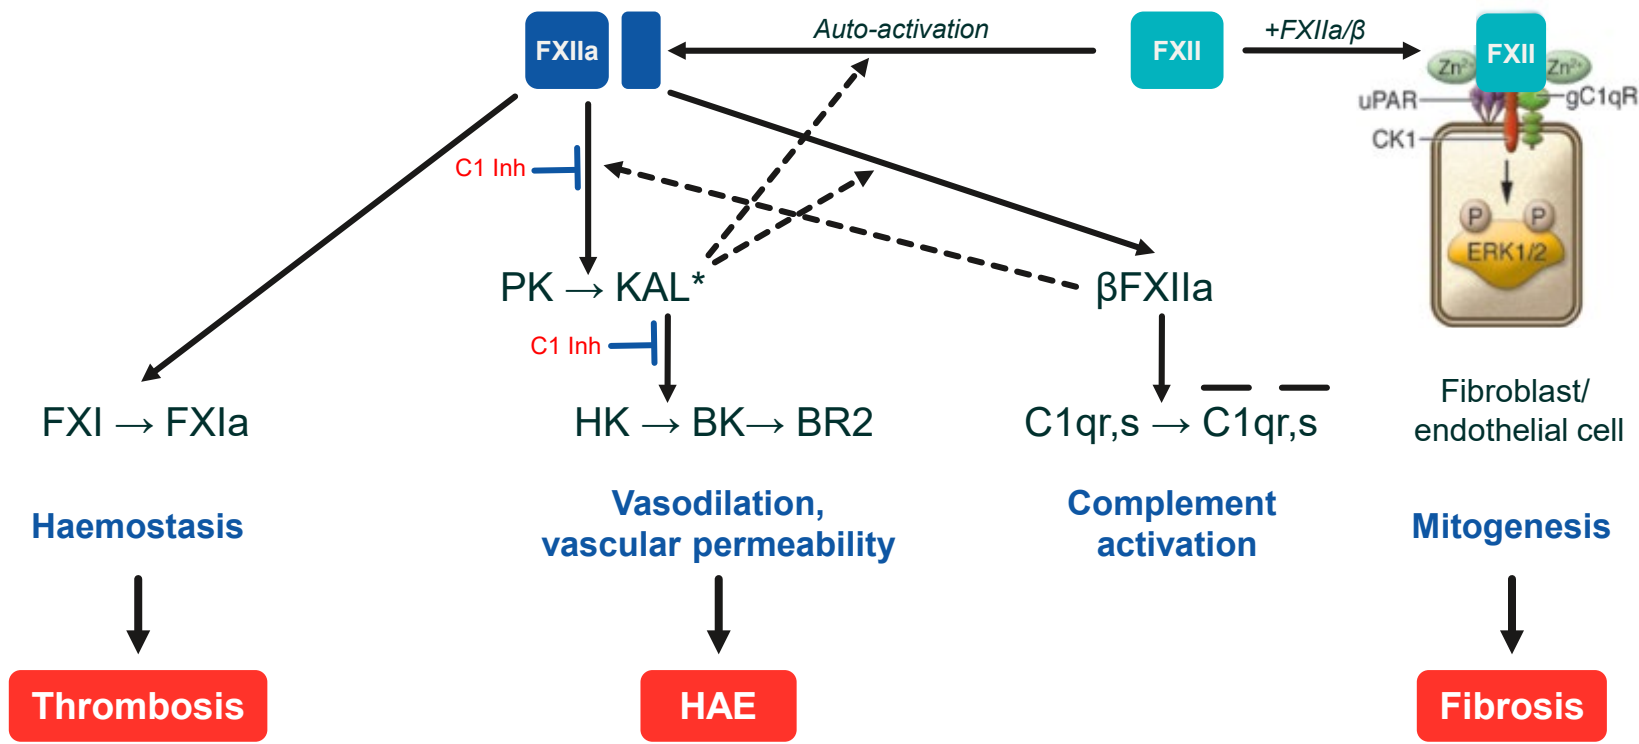 FXIIa
Auto-activation
FXII
+FXIIa/β
FXII
Zn²⁺
Zn²⁺
uPAR
gC1qR
CK1
C1 Inh
P
P
ERK1/2
PK → KAL*
βFXIIa
C1 Inh
FXI → FXIa
HK → BK→ BR2
C1qr,s → C1qr,s
Fibroblast/
endothelial cell
Haemostasis
Vasodilation,
vascular permeability
Complement
activation
Mitogenesis
Thrombosis
HAE
Fibrosis